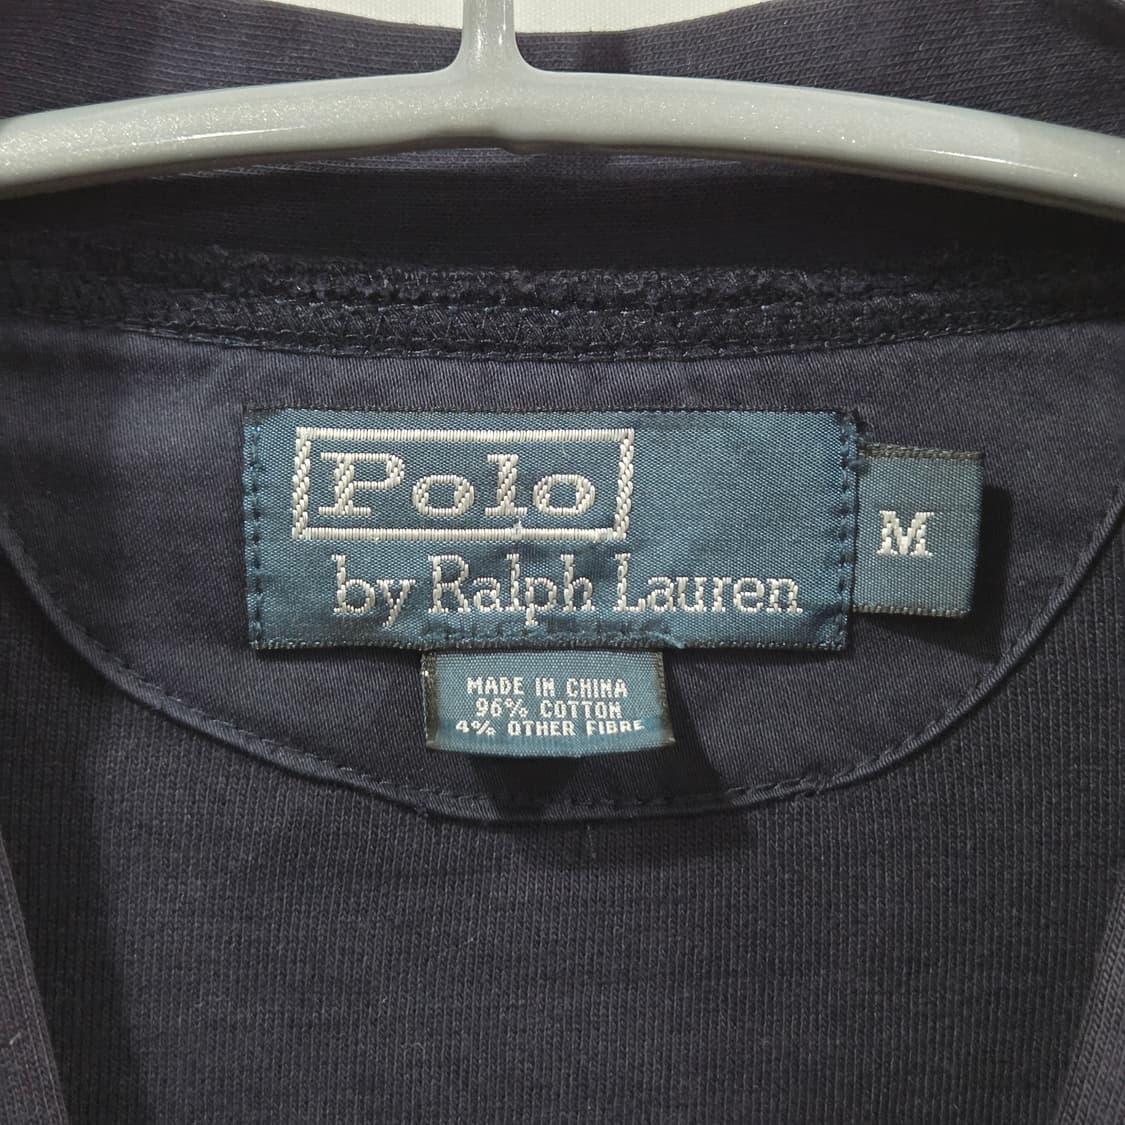 Polo
by Ralph Lauren
M
MADE IN CHINA
96% COTTON
4% OTHER FIBRE